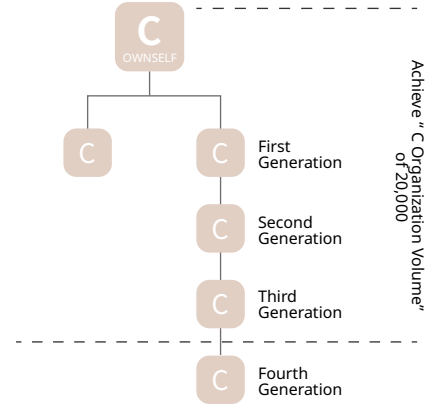 C
OWNSELF
C
C
First
Generation
C
Second
Generation
C
Third
Generation
C
Fourth
Generation
Achieve “ C Organization Volume”
of 20,000